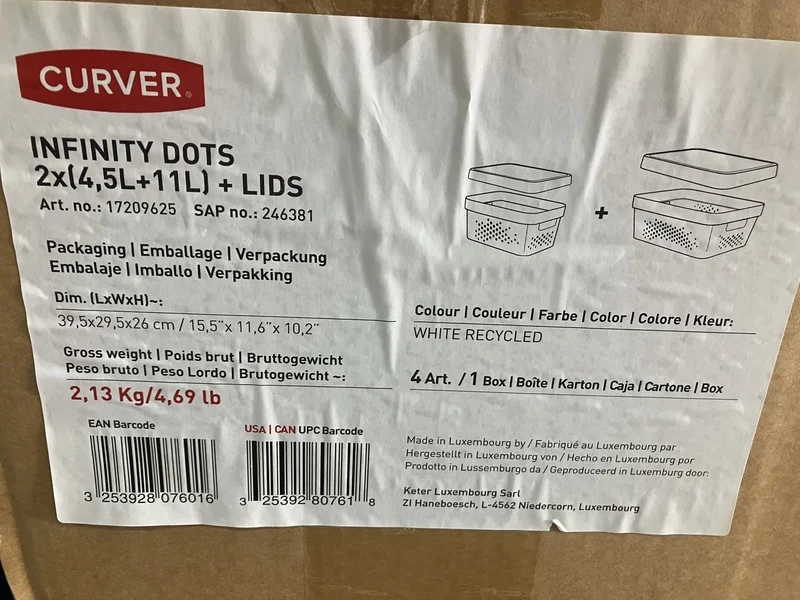 CURVER®
INFINITY DOTS
2x(4,5L+11L) + LIDS
Art. no.: 17209625 SAP no.: 246381
Packaging | Emballage | Verpackung
Embalaje | Imballo | Verpakking
Dim. (LxWxH)~:
39,5x29,5x26 cm / 15,5"x 11,6"x 10,2"
Gross weight | Poids brut | Bruttogewicht
Peso bruto | Peso Lordo | Brutogewicht ~:
2,13 Kg/4,69 lb
EAN Barcode
3 253928 076016
USA | CAN UPC Barcode
3 25392 80761 8
+
Colour | Couleur | Farbe | Color | Colore | Kleur:
WHITE RECYCLED
4 Art. / 1 Box | Boîte | Karton | Caja | Cartone | Box
Made in Luxembourg by / Fabriqué au Luxembourg par
Hergestellt in Luxemburg von / Hecho en Luxemburgo por
Prodotto in Lussemburgo da / Geproduceerd in Luxemburg door:
Keter Luxembourg Sarl
ZI Haneboesch, L-4562 Niedercorn, Luxembourg